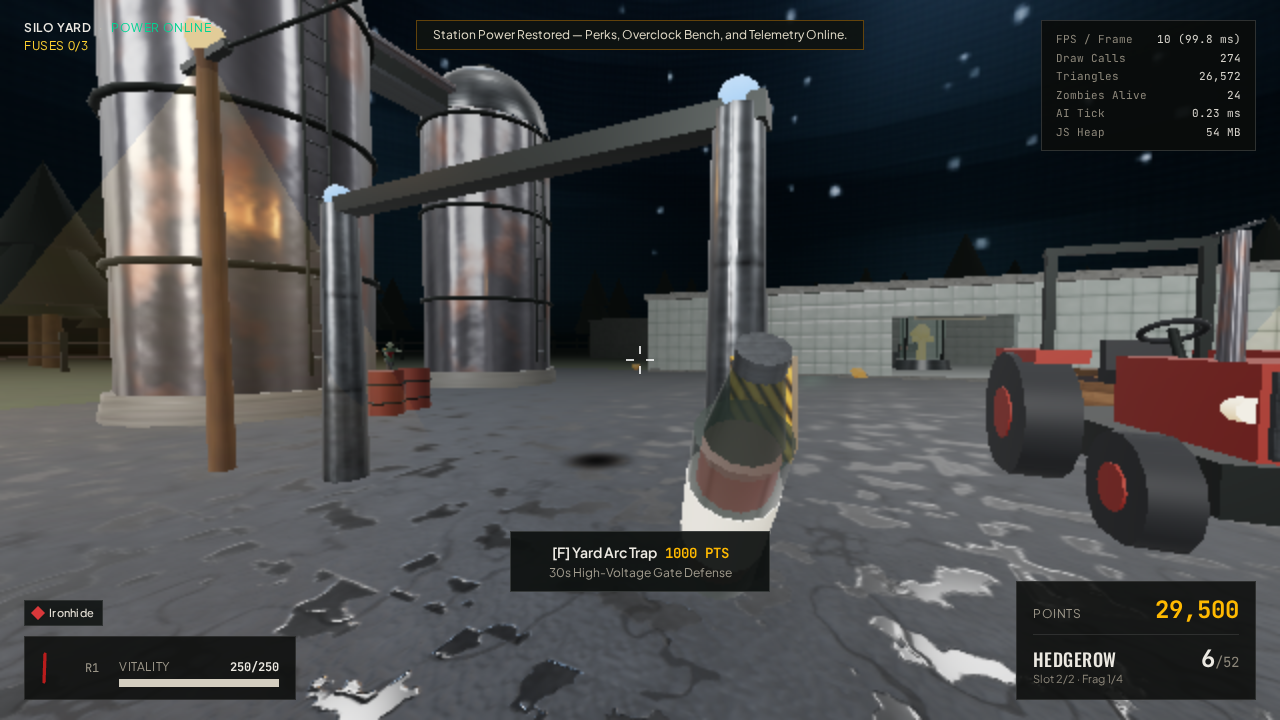 SILO YARD POWER ONLINE
FUSES 0/3
Station Power Restored — Perks, Overclock Bench, and Telemetry Online.
FPS / Frame 10 (99.8 ms)
Draw Calls 274
Triangles 26,572
Zombies Alive 24
AI Tick 0.23 ms
JS Heap 54 MB
[F] Yard Arc Trap 1000 PTS
30s High-Voltage Gate Defense
Ironhide
R1 VITALITY 250/250
POINTS 29,500
HEDGEROW 6/52
Slot 2/2 · Frag 1/4